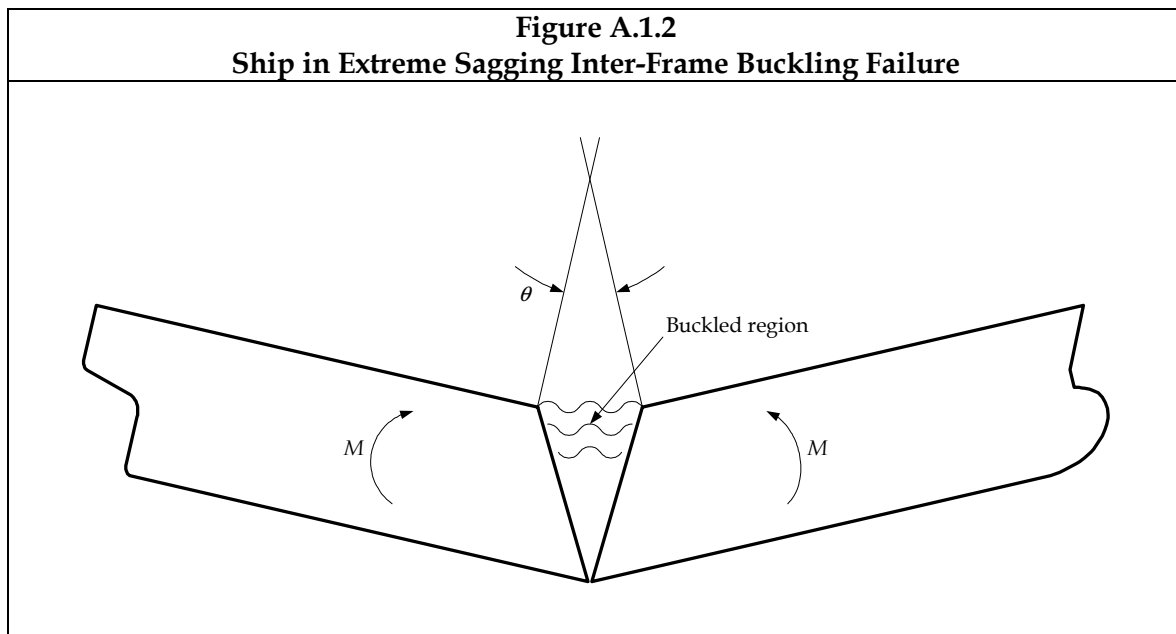 Figure A.1.2
Ship in Extreme Sagging Inter-Frame Buckling Failure
θ
Buckled region
M
M